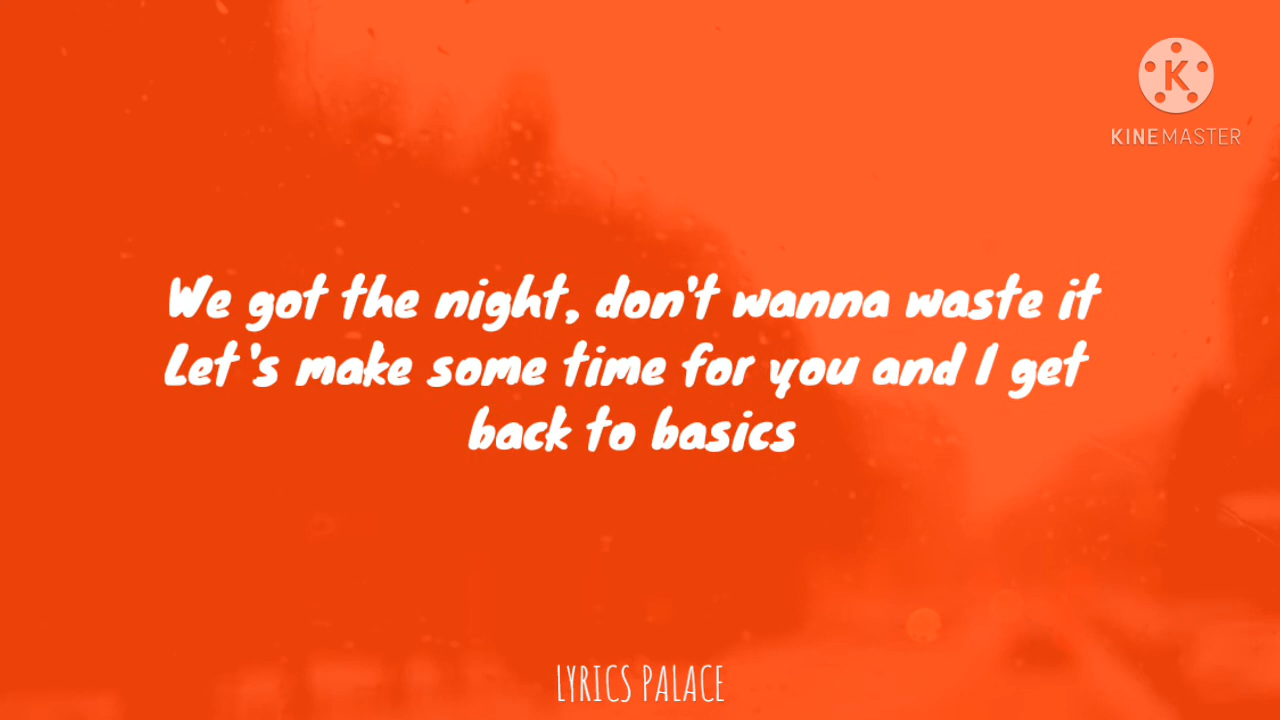 K
KINEMASTER
We got the night, don't wanna waste it
Let's make some time for you and I get
back to basics
LYRICS PALACE